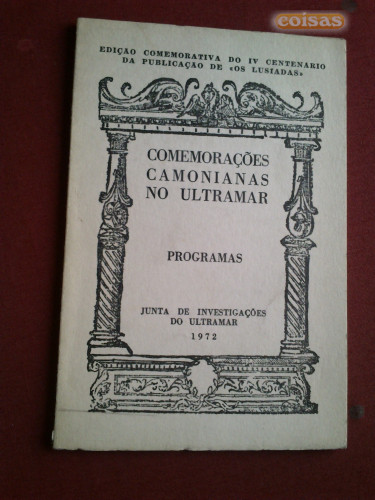 coisas
EDIÇÃO COMEMORATIVA DO IV CENTENARIO
DA PUBLICAÇÃO DE «OS LUSIADAS»
COMEMORAÇÕES
CAMONIANAS
NO ULTRAMAR
PROGRAMAS
JUNTA DE INVESTIGAÇÕES
DO ULTRAMAR
1972